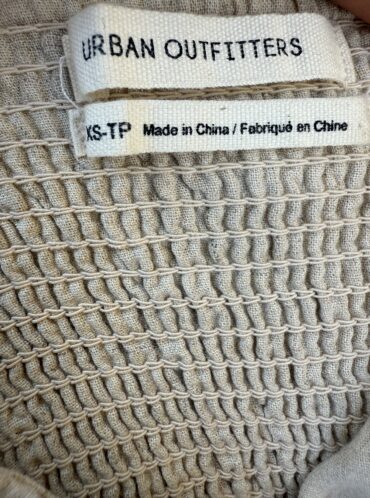 URBAN OUTFITTERS
XS-TP Made in China / Fabriqué en Chine